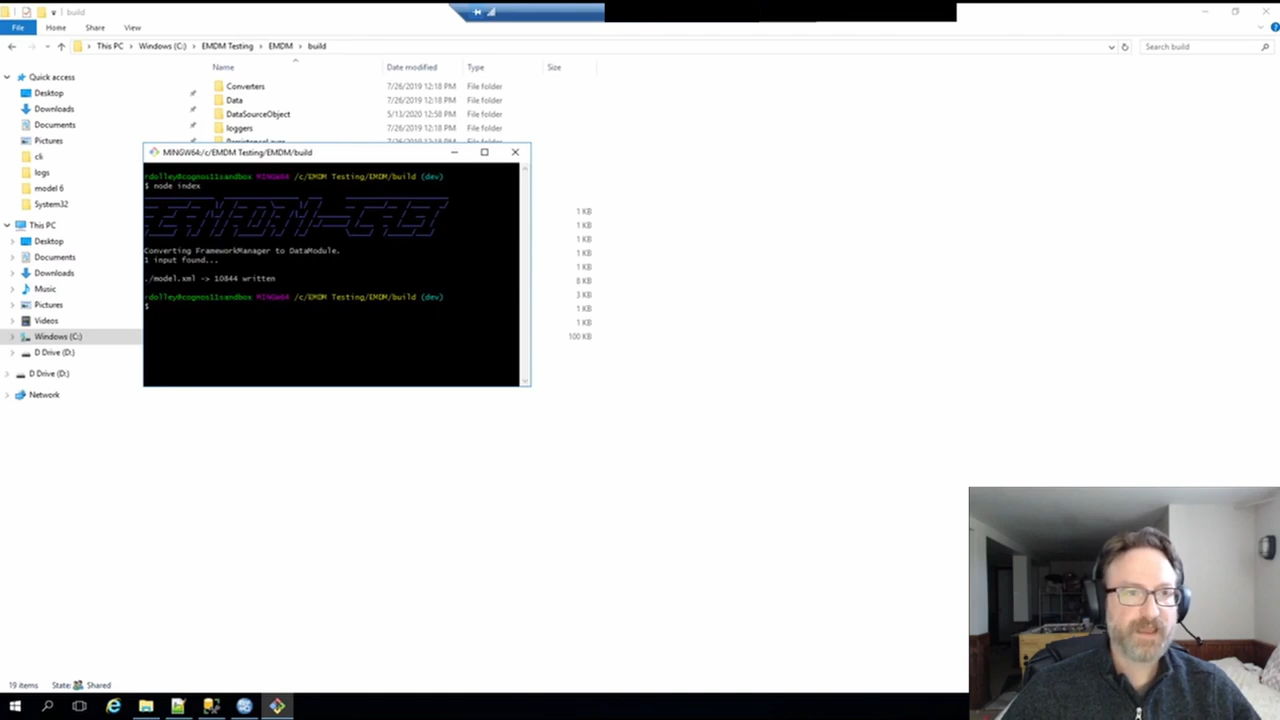 build
File
Home
Share
View
This PC
Windows (C:)
EMDM Testing
EMDM
build
Search build
Name
Date modified
Type
Size
Quick access
Desktop
Downloads
Documents
Pictures
cli
logs
model 6
System32
This PC
Desktop
Documents
Downloads
Music
Pictures
Videos
Windows (C:)
D Drive (D:)
D Drive (D:)
Network
Converters 7/26/2019 12:18 PM File folder
Data 7/26/2019 12:18 PM File folder
DataSourceObject 5/13/2020 12:58 PM File folder
loggers 7/26/2019 12:18 PM File folder
MINGW64:/c/EMDM Testing/EMDM/build
rdolley@cognos11sandbox MINGW64 /c/EMDM Testing/EMDM/build (dev)
$ node index
Converting FrameworkManager to DataModule.
1 input found...
./model.xml -> 10844 written
rdolley@cognos11sandbox MINGW64 /c/EMDM Testing/EMDM/build (dev)
$
1 KB
1 KB
1 KB
1 KB
1 KB
8 KB
3 KB
1 KB
1 KB
100 KB
19 items State: Shared